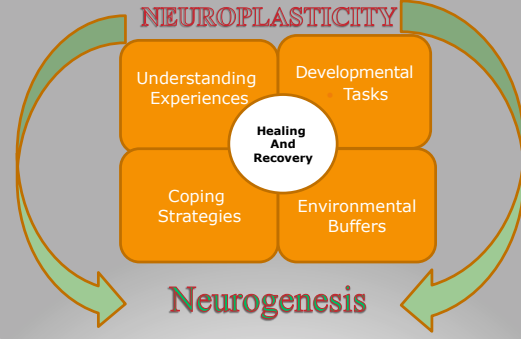 NEUROPLASTICITY
Understanding
Experiences
Developmental
• Tasks
Healing
And
Recovery
Coping
Strategies
Environmental
Buffers
Neurogenesis